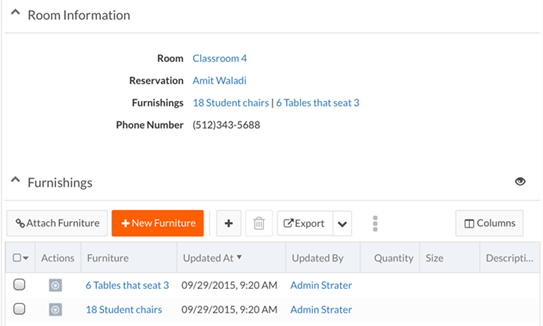 Room Information
Room Classroom 4
Reservation Amit Waladi
Furnishings 18 Student chairs | 6 Tables that seat 3
Phone Number (512)343-5688
Furnishings
Attach Furniture +New Furniture + Export Columns
Actions Furniture Updated At Updated By Quantity Size Descripti...
6 Tables that seat 3 09/29/2015, 9:20 AM Admin Strater
18 Student chairs 09/29/2015, 9:20 AM Admin Strater